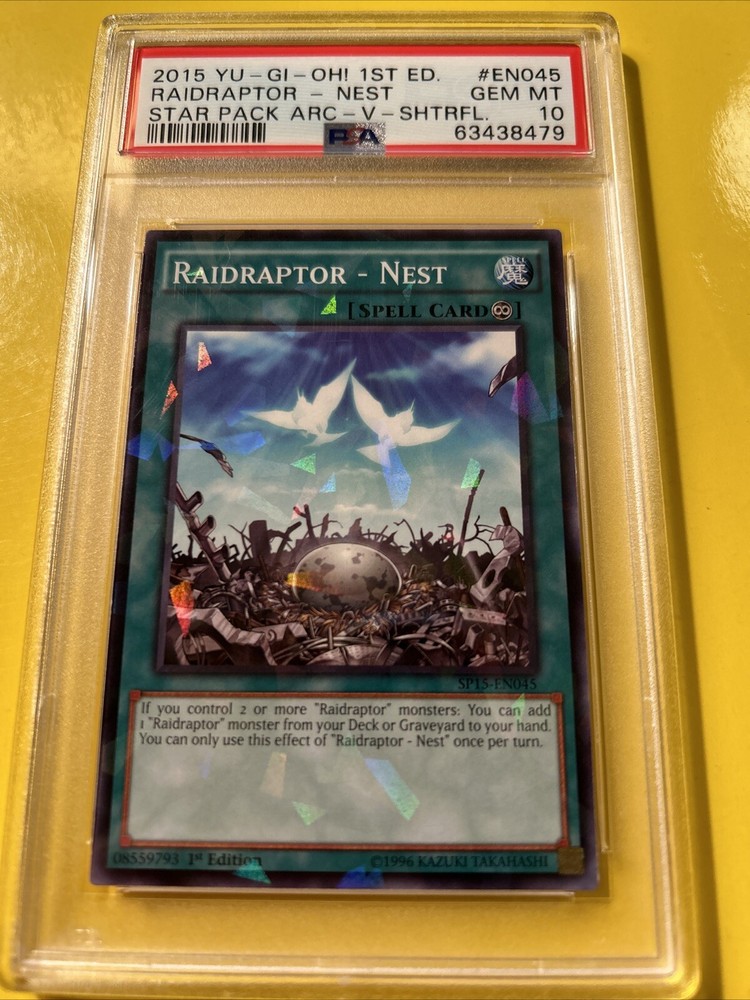 2015 YU-GI-OH! 1ST ED. #EN045
RAIDRAPTOR - NEST GEM MT
STAR PACK ARC-V-SHTRFL. 10
PSA 63438479
RAIDRAPTOR - NEST
SPELL
魔
[SPELL CARD∞]
SP15-EN045
If you control 2 or more "Raidraptor" monsters: You can add
1 "Raidraptor" monster from your Deck or Graveyard to your hand.
You can only use this effect of "Raidraptor - Nest" once per turn.
08559793 1st Edition ©1996 KAZUKI TAKAHASHI